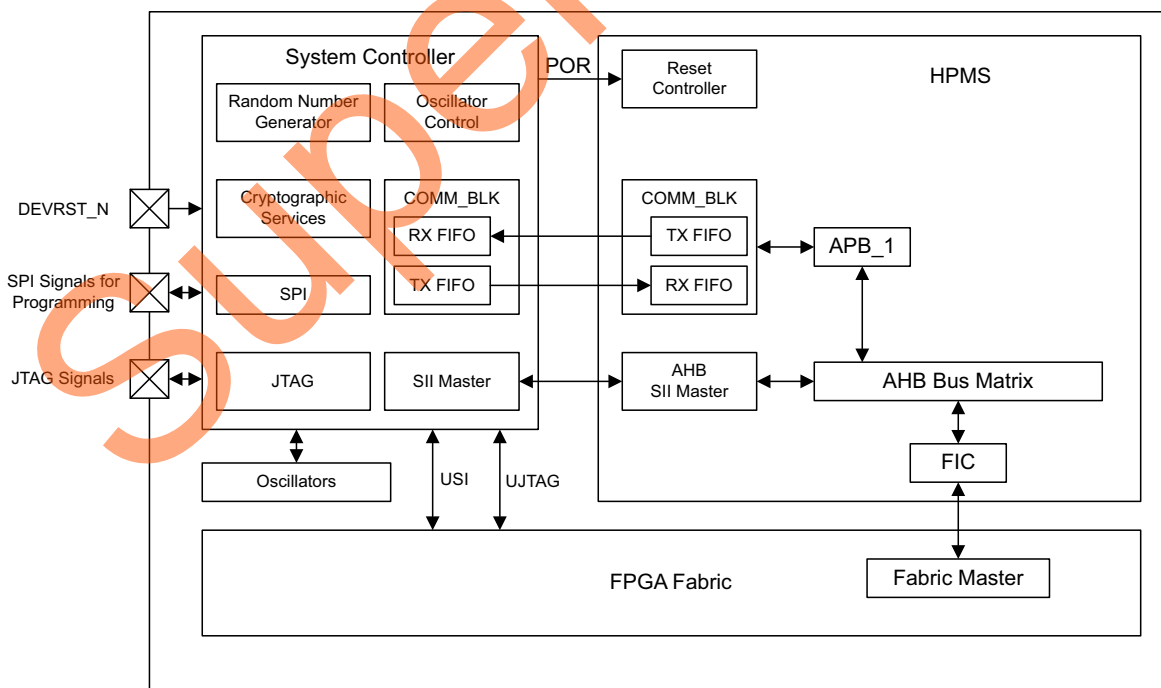 System Controller
POR
Reset
Controller
HPMS
Random Number
Generator
Oscillator
Control
DEVRST_N
Cryptographic
Services
COMM_BLK
RX FIFO
TX FIFO
COMM_BLK
TX FIFO
RX FIFO
APB_1
SPI Signals for
Programming
SPI
JTAG Signals
JTAG
SII Master
AHB
SII Master
AHB Bus Matrix
FIC
Oscillators
USI
UJTAG
FPGA Fabric
Fabric Master
Super